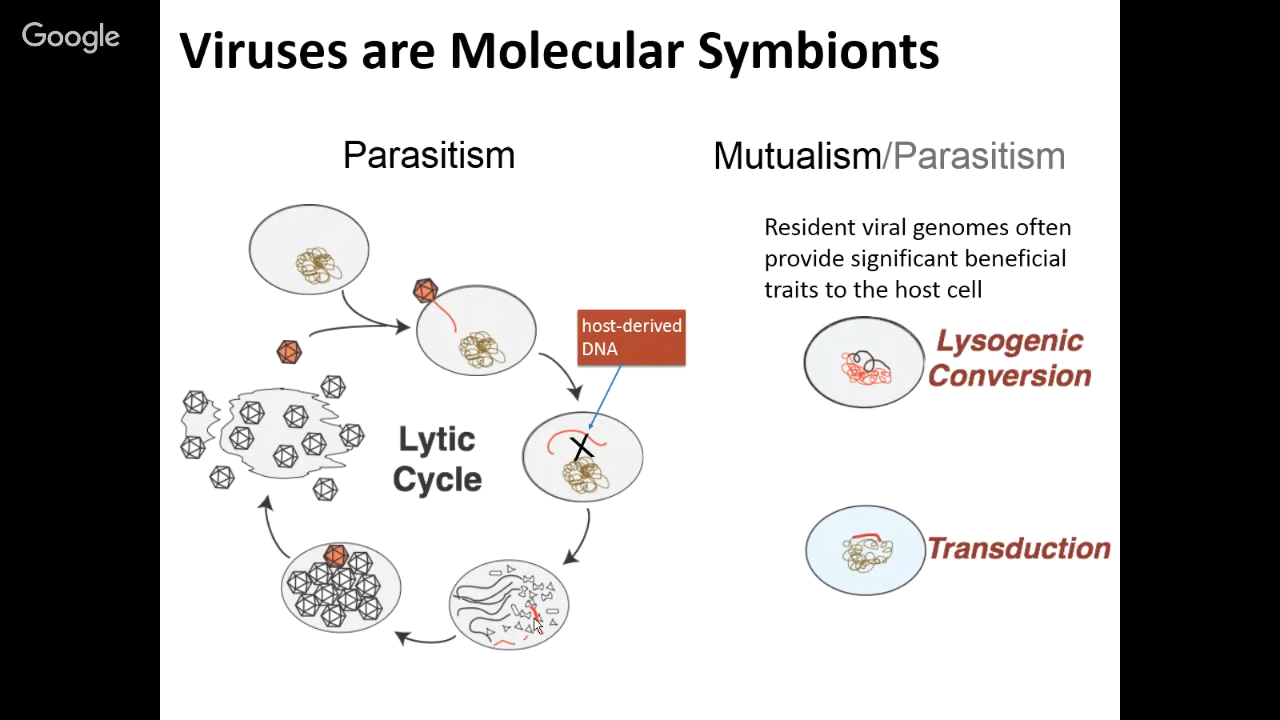 Google
Viruses are Molecular Symbionts
Parasitism
Mutualism/Parasitism
Resident viral genomes often
provide significant beneficial
traits to the host cell
host-derived
DNA
X
Lytic
Cycle
Lysogenic
Conversion
Transduction